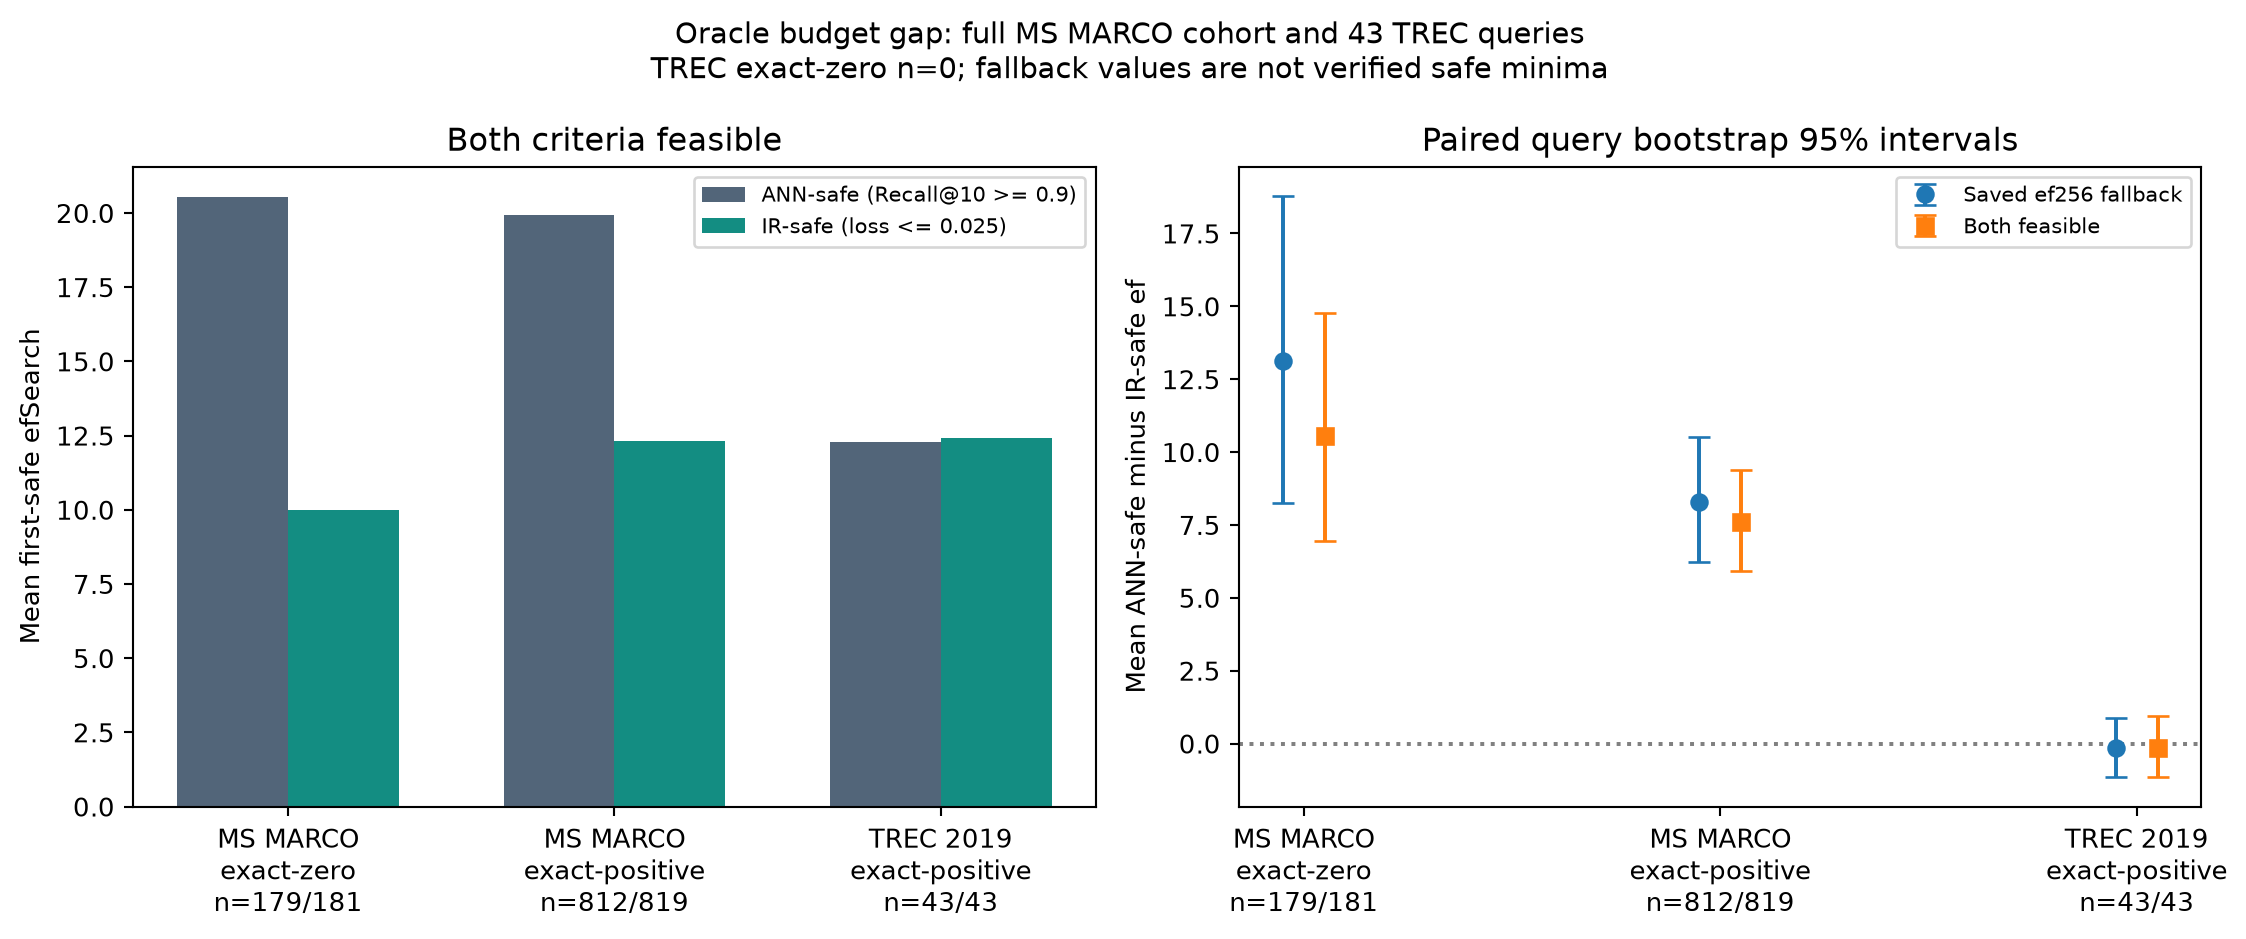 Oracle budget gap: full MS MARCO cohort and 43 TREC queries
TREC exact-zero n=0; fallback values are not verified safe minima
Both criteria feasible
ANN-safe (Recall@10 >= 0.9)
IR-safe (loss <= 0.025)
Mean first-safe efSearch
20.0
17.5
15.0
12.5
10.0
7.5
5.0
2.5
0.0
MS MARCO
exact-zero
n=179/181
MS MARCO
exact-positive
n=812/819
TREC 2019
exact-positive
n=43/43
Paired query bootstrap 95% intervals
Saved ef256 fallback
Both feasible
Mean ANN-safe minus IR-safe ef
17.5
15.0
12.5
10.0
7.5
5.0
2.5
0.0
MS MARCO
exact-zero
n=179/181
MS MARCO
exact-positive
n=812/819
TREC 2019
exact-positive
n=43/43